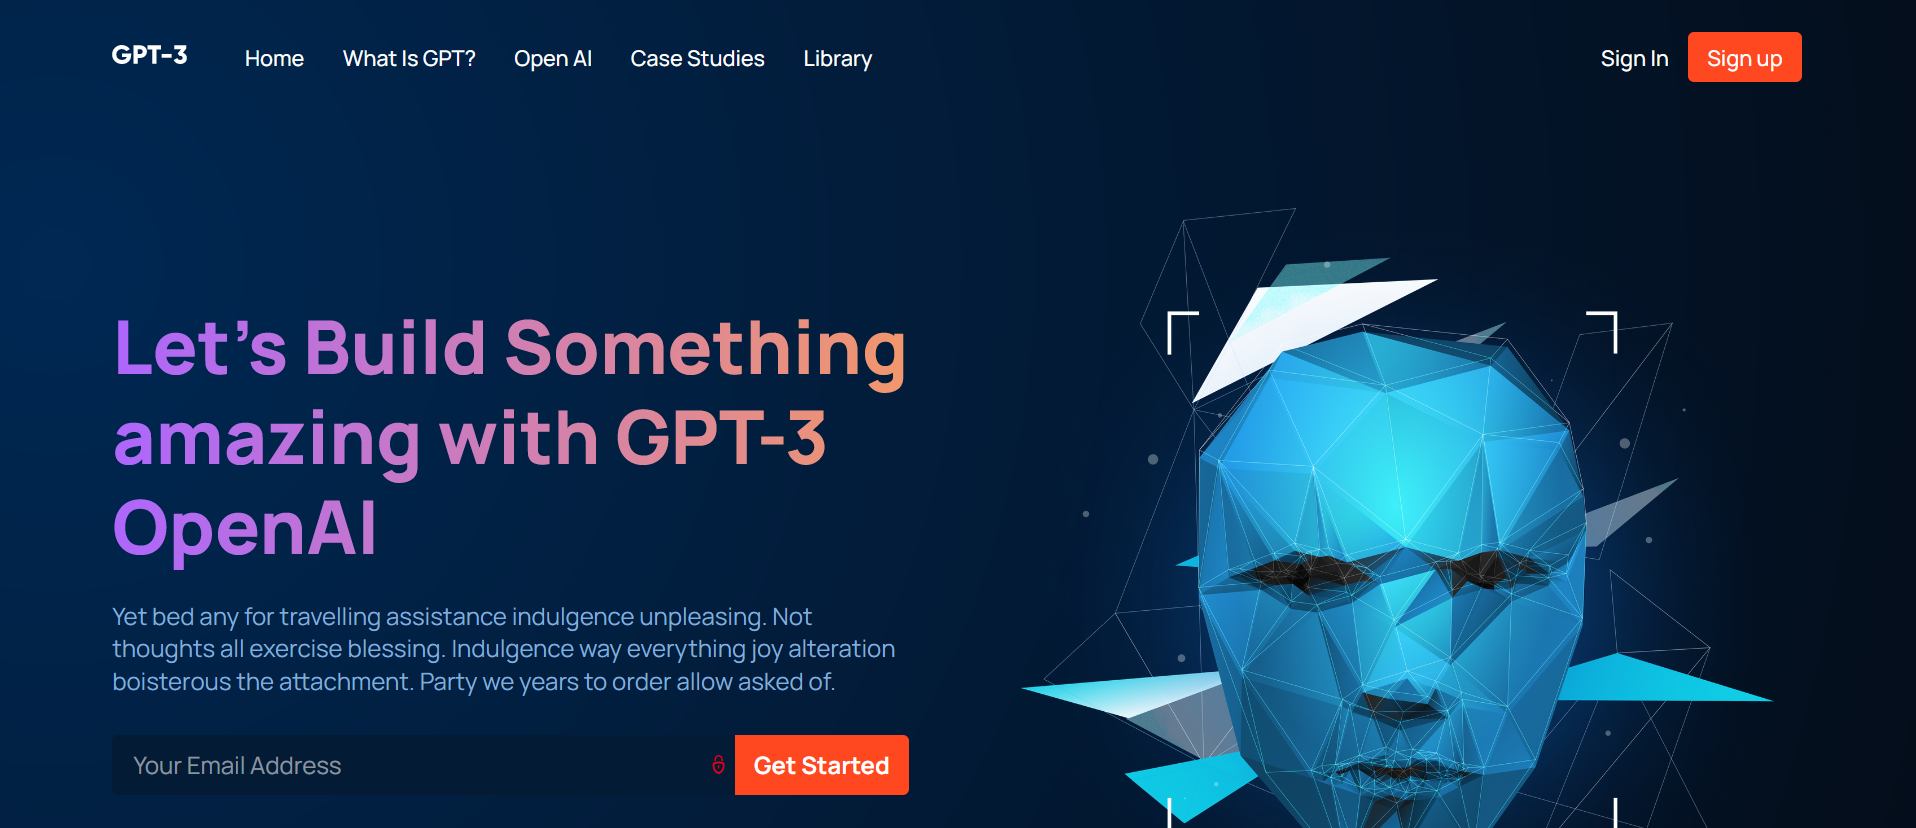 GPT-3
Home
What Is GPT?
Open AI
Case Studies
Library
Sign In
Sign up
Let’s Build Something
amazing with GPT-3
OpenAI
Yet bed any for travelling assistance indulgence unpleasing. Not
thoughts all exercise blessing. Indulgence way everything joy alteration
boisterous the attachment. Party we years to order allow asked of.
Your Email Address
Get Started